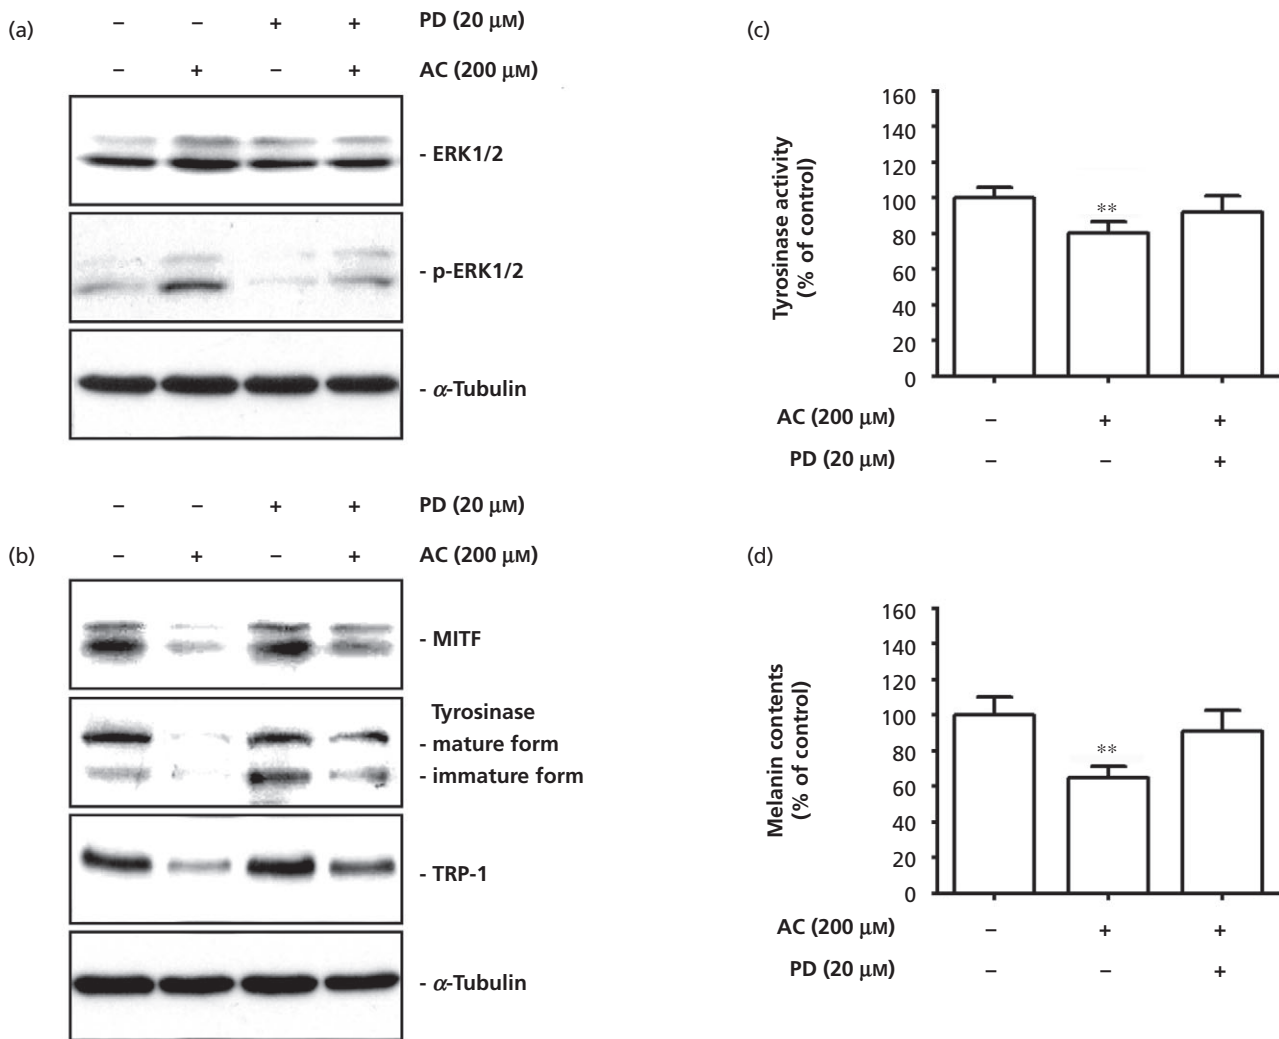 (a)
– – + + PD (20 µM)
– + – + AC (200 µM)
- ERK1/2
- p-ERK1/2
- α-Tubulin
(b)
– – + + PD (20 µM)
– + – + AC (200 µM)
- MITF
Tyrosinase
- mature form
- immature form
- TRP-1
- α-Tubulin
(c)
Tyrosinase activity
(% of control)
160
140
120
100
80
60
40
20
0
**
AC (200 µM) – + +
PD (20 µM) – – +
(d)
Melanin contents
(% of control)
160
140
120
100
80
60
40
20
0
**
AC (200 µM) – + +
PD (20 µM) – – +